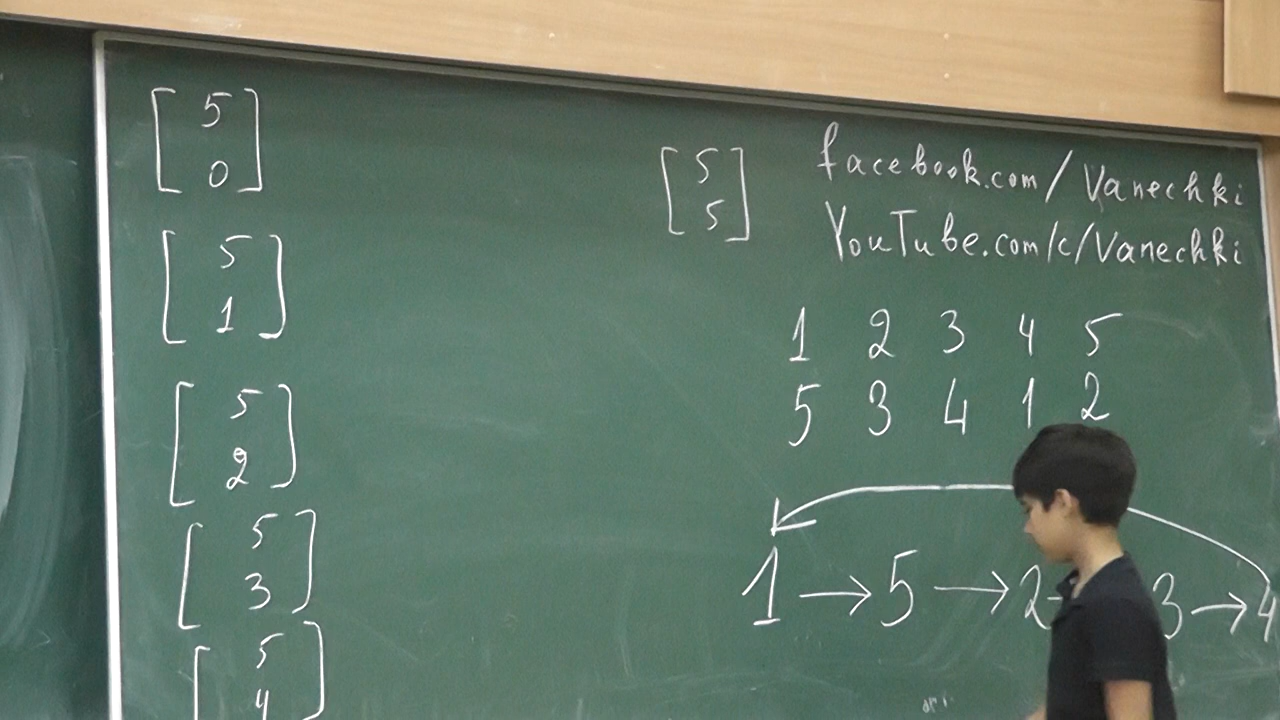 [ 5
0 ]
[ 5
1 ]
[ 5
2 ]
[ 5
3 ]
[ 5
4 ]
[ 5
5 ]
facebook.com/Vanechki
YouTube.com/c/Vanechki
1 2 3 4 5
5 3 4 1 2
1 → 5 → 2 - 3 → 4